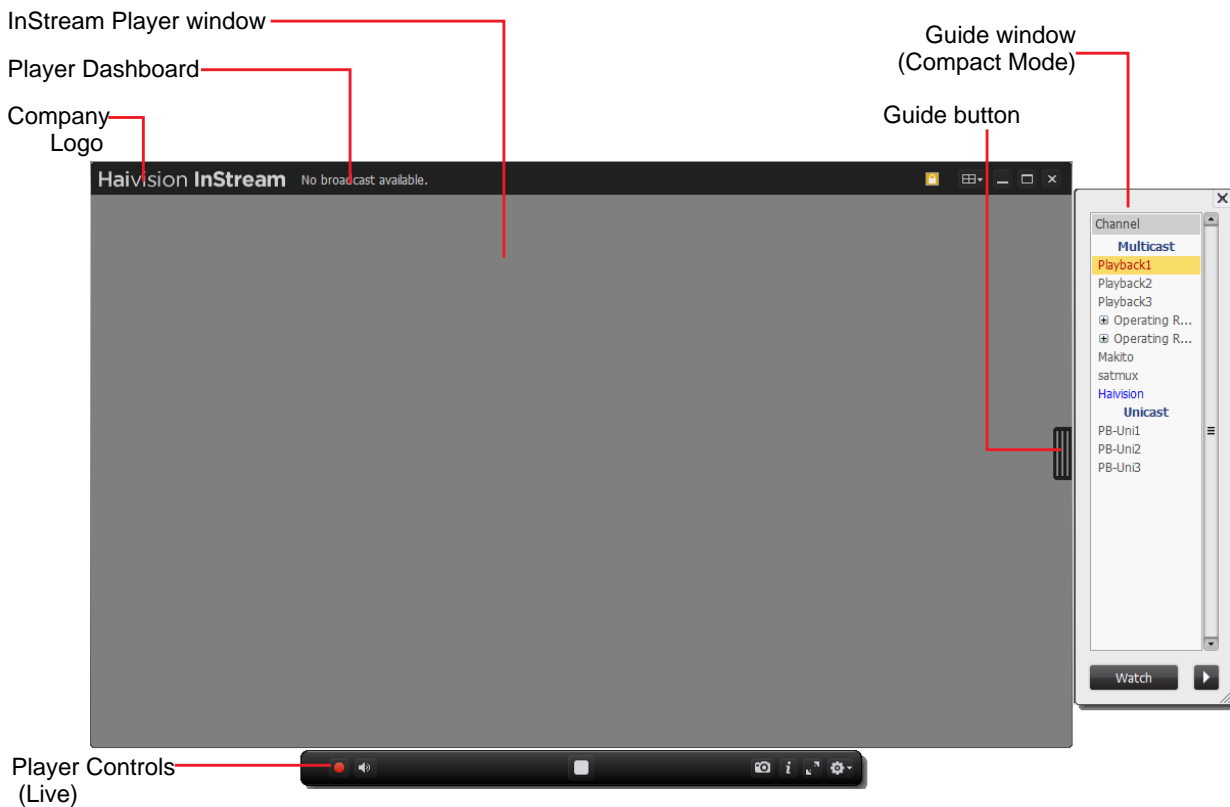 InStream Player window
Player Dashboard
Company
Logo
Guide window
(Compact Mode)
Guide button
Haivision InStream No broadcast available.
Channel
Multicast
Playback1
Playback2
Playback3
Operating R...
Operating R...
Makito
satmux
Haivision
Unicast
PB-Uni1
PB-Uni2
PB-Uni3
Watch
Player Controls
(Live)